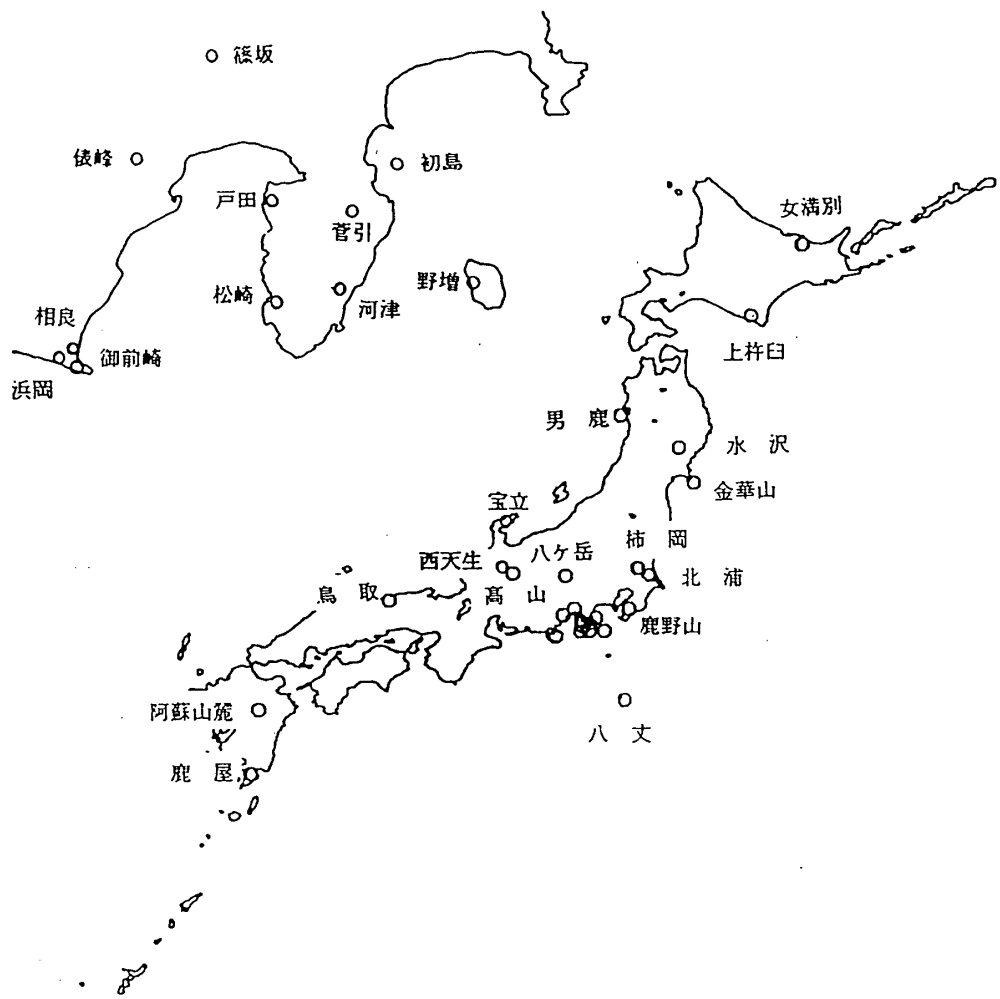 篠坂
俵峰
初島
戸田
菅引
女満別
野増
松崎
河津
相良
御前崎
浜岡
上杵臼
男鹿
水沢
金華山
宝立
柿岡
八ケ岳
西天生
北浦
鳥取
髙山
鹿野山
阿蘇山麓
八丈
鹿屋